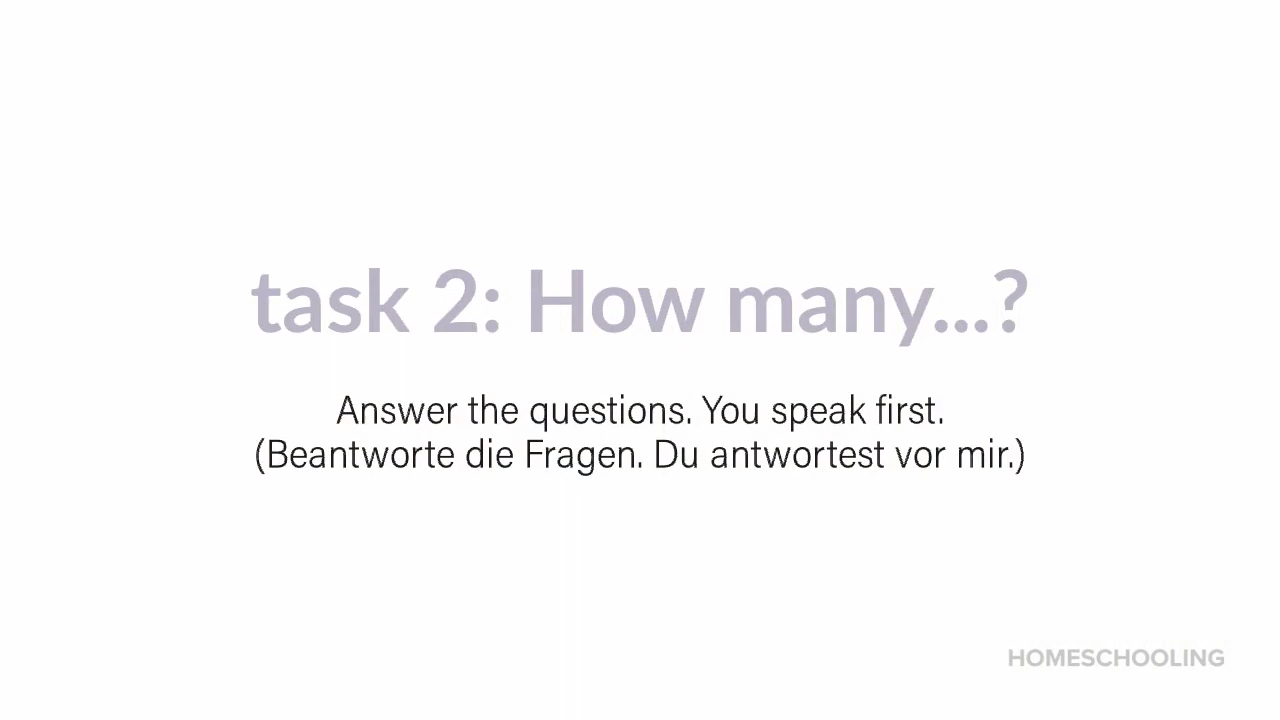 task 2: How many...?
Answer the questions. You speak first.
(Beantworte die Fragen. Du antwortest vor mir.)
HOMESCHOOLING